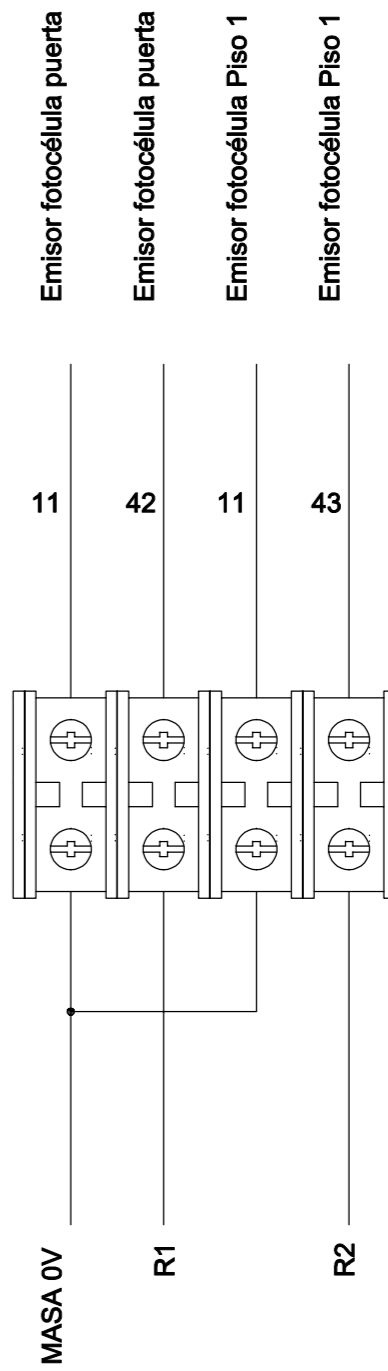 Emisor fotocélula puerta
Emisor fotocélula puerta
Emisor fotocélula Piso 1
Emisor fotocélula Piso 1
11
42
11
43
MASA 0V
R1
R2